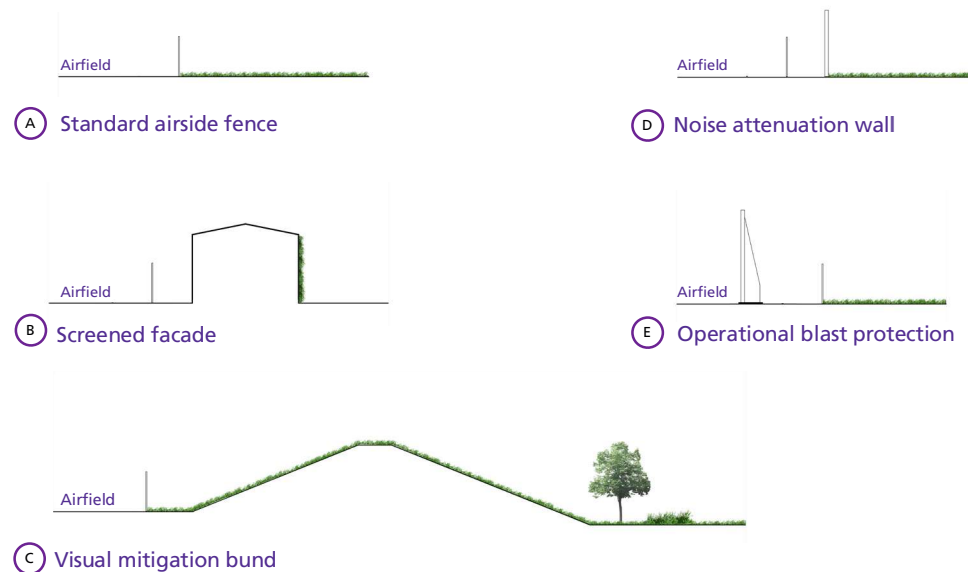 Airfield
A Standard airside fence
Airfield
B Screened facade
Airfield
C Visual mitigation bund
Airfield
D Noise attenuation wall
Airfield
E Operational blast protection